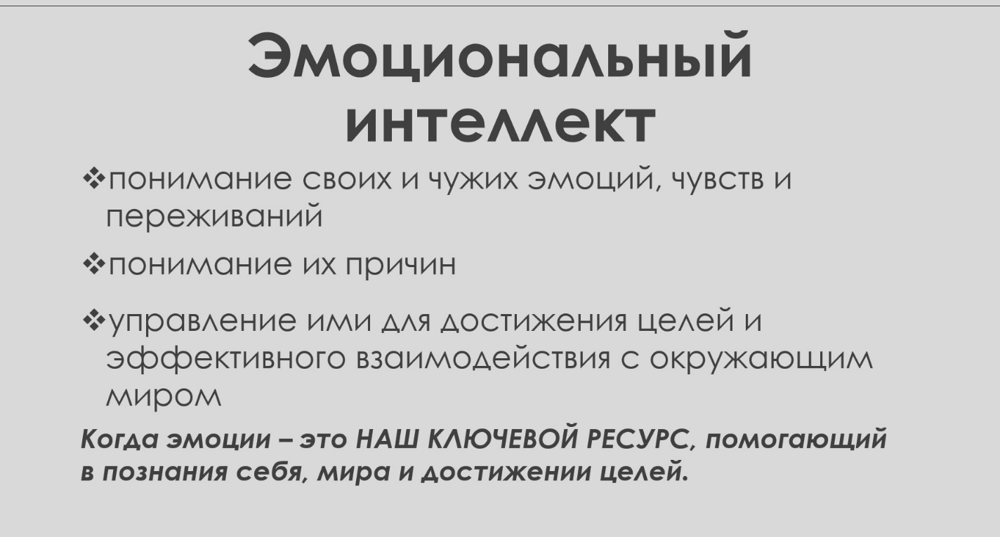 Эмоциональный
интеллект
❖понимание своих и чужих эмоций, чувств и
переживаний
❖понимание их причин
❖управление ими для достижения целей и
эффективного взаимодействия с окружающим
миром
Когда эмоции – это НАШ КЛЮЧЕВОЙ РЕСУРС, помогающий
в познания себя, мира и достижении целей.